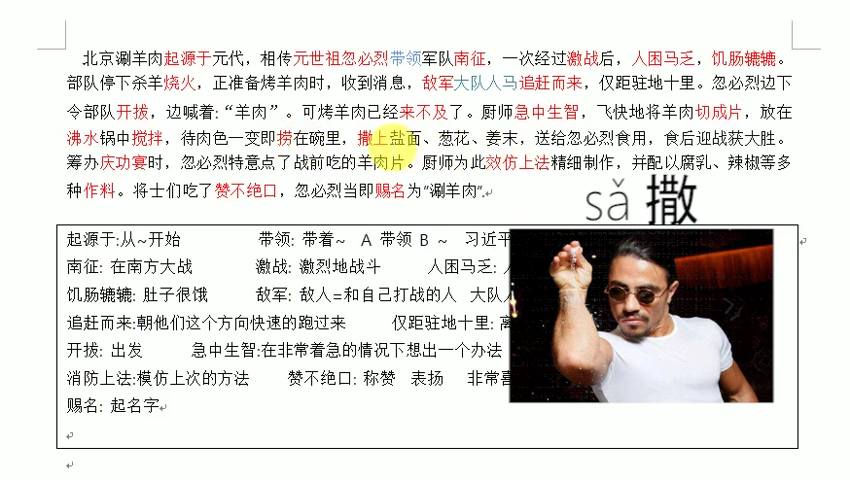 北京涮羊肉起源于元代，相传元世祖忽必烈带领军队南征，一次经过激战后，人困马乏，饥肠辘辘。
部队停下杀羊烧火，正准备烤羊肉时，收到消息，敌军大队人马追赶而来，仅距驻地十里。忽必烈边下
令部队开拔，边喊着:“羊肉”。可烤羊肉已经来不及了。厨师急中生智，飞快地将羊肉切成片，放在
沸水锅中搅拌，待肉色一变即捞在碗里，撒上盐面、葱花、姜末，送给忽必烈食用，食后迎战获大胜。
筹办庆功宴时，忽必烈特意点了战前吃的羊肉片。厨师为此效仿上法精细制作，并配以腐乳、辣椒等多
种作料。将士们吃了赞不绝口，忽必烈当即赐名为“涮羊肉”.
sǎ 撒
起源于:从~开始 带领: 带着~ A 带领 B ~ 习近平
南征: 在南方大战 激战: 激烈地战斗 人困马乏:
饥肠辘辘: 肚子很饿 敌军: 敌人=和自己打战的人 大队
追赶而来:朝他们这个方向快速的跑过来 仅距驻地十里:
开拔: 出发 急中生智:在非常着急的情况下想出一个办法
消防上法:模仿上次的方法 赞不绝口: 称赞 表扬 非常
赐名: 起名字